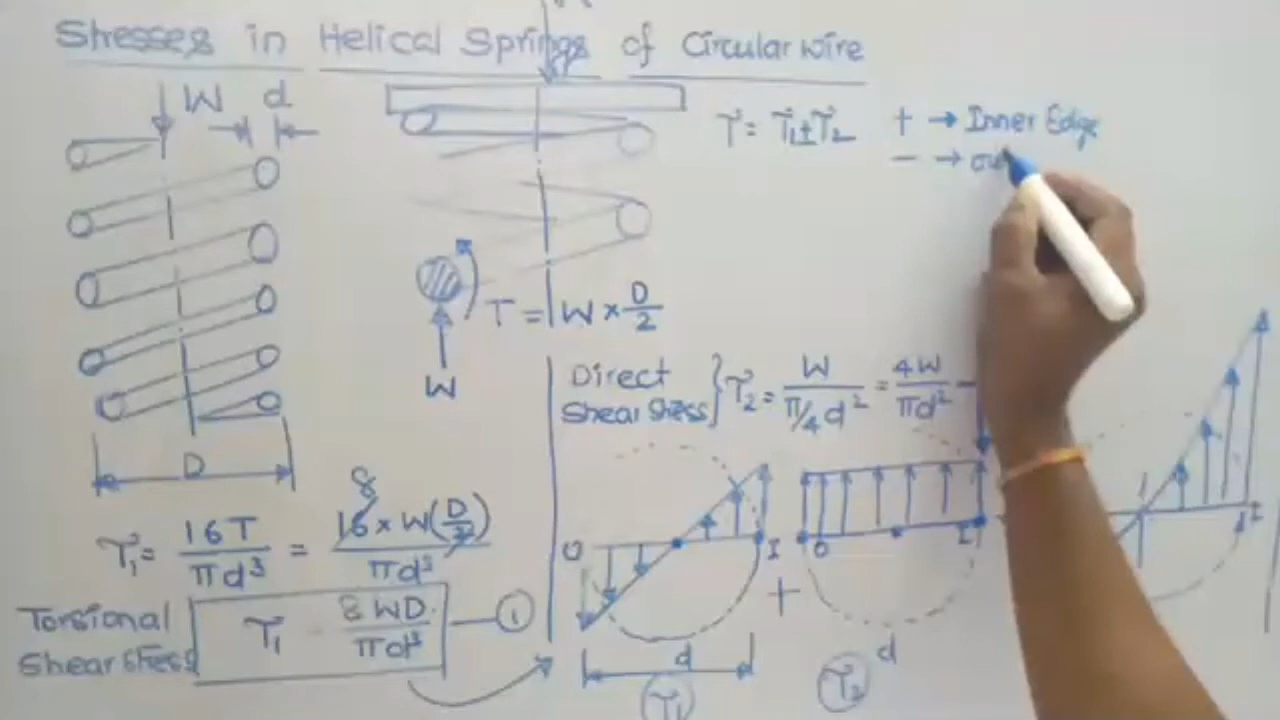 Stresses in Helical Springs of Circular wire
W d
τ = τ₁ ± τ₂
+ → Inner Edge
− → ou
T = W × D/2
W
Direct Shear Stress } τ₂ = W / (π/4 d²) = 4W / πd² −
D
τ₁ = 16T / πd³ = 16 8 × W(D/2) / πd³
Torsional Shear stress
τ₁ 8WD / πd³ — ①
O I + O I
I
d d
τ₁ τ₂